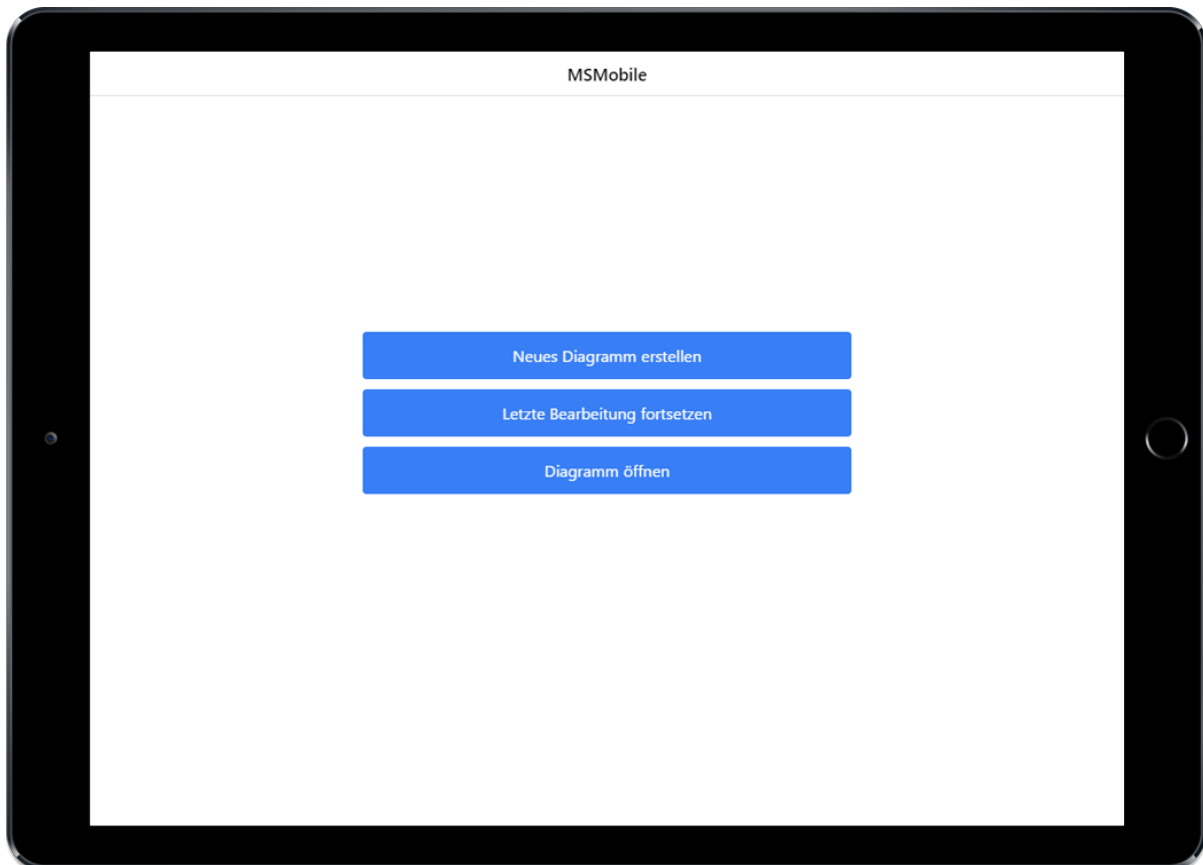 MSMobile
Neues Diagramm erstellen
Letzte Bearbeitung fortsetzen
Diagramm öffnen